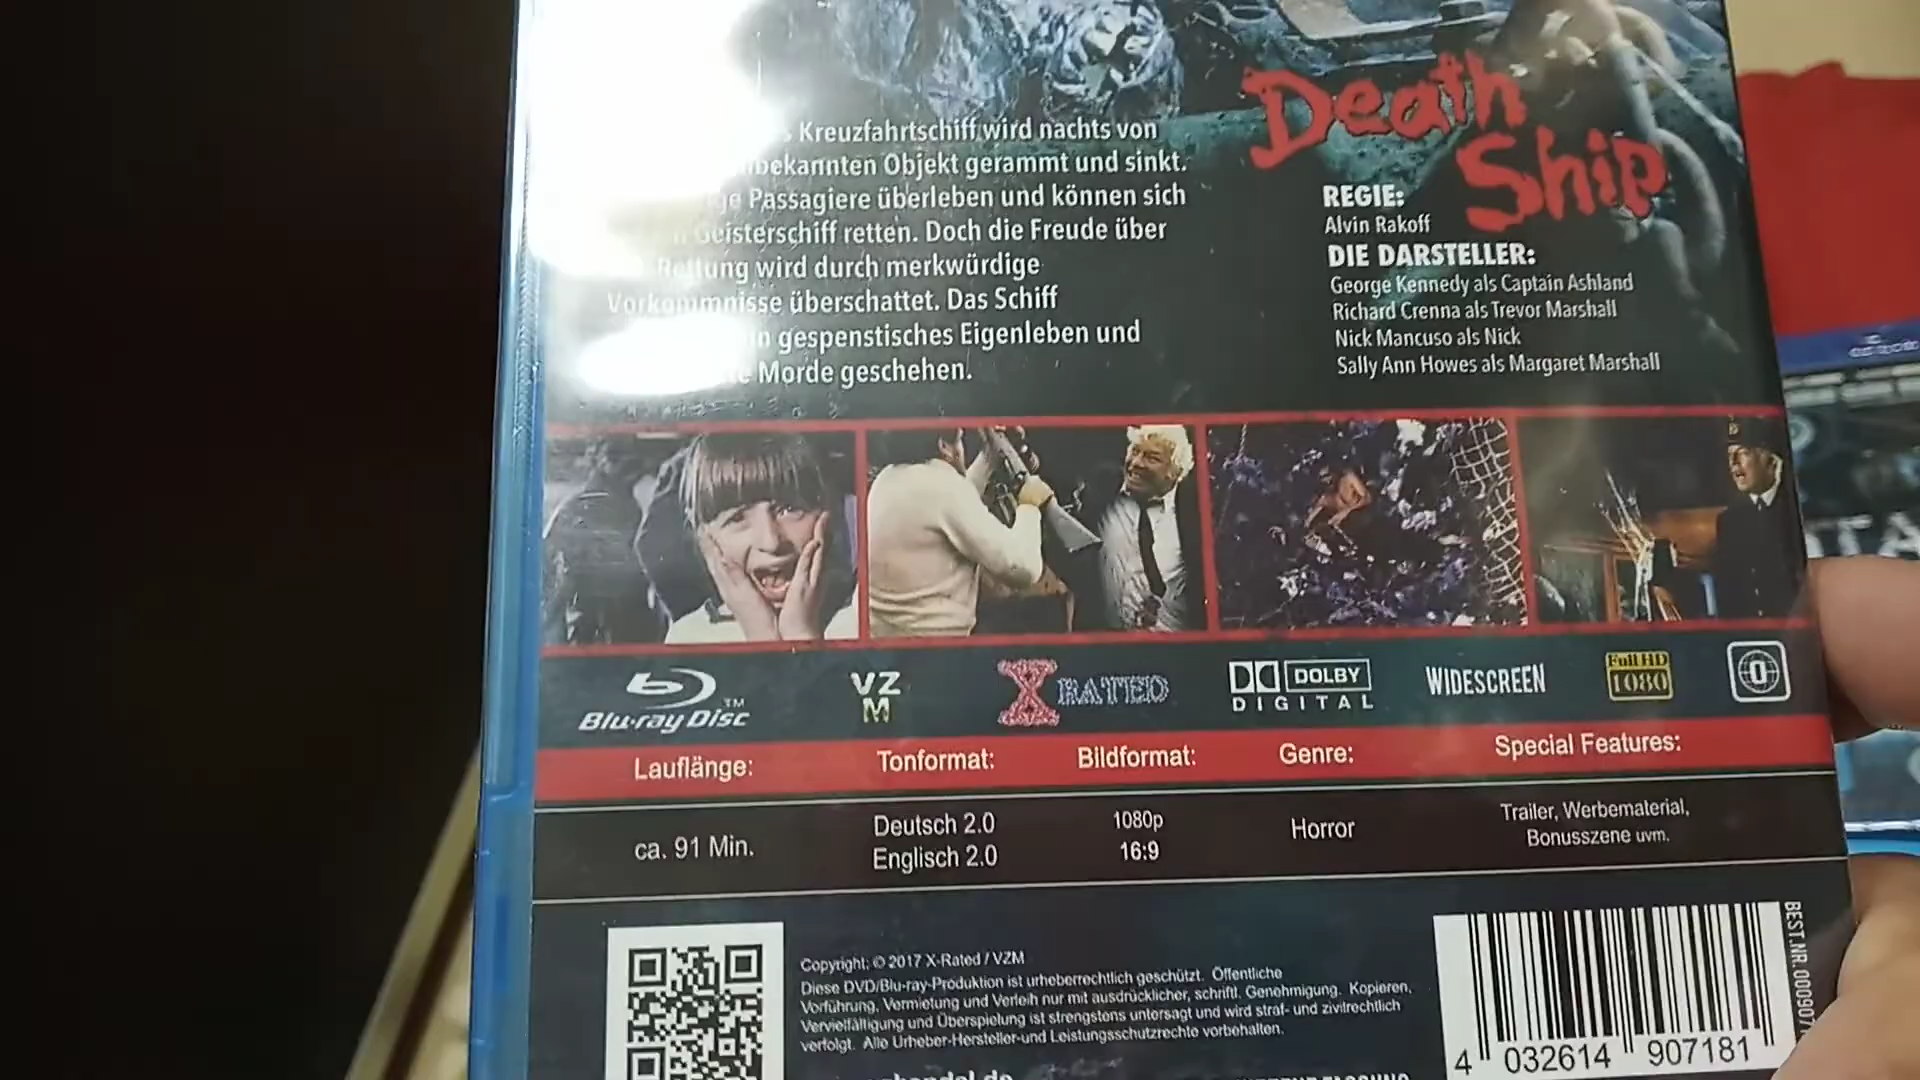 Death
Ship
Kreuzfahrtschiff wird nachts von
Objekt gerammt und sinkt.
Passagiere überleben und können sich
Geisterschiff retten. Doch die Freude über
Rettung wird durch merkwürdige
Vorkommnisse überschattet. Das Schiff
gespenstisches Eigenleben und
Morde geschehen.
REGIE:
Alvin Rakoff
DIE DARSTELLER:
George Kennedy als Captain Ashland
Richard Crenna als Trevor Marshall
Nick Mancuso als Nick
Sally Ann Howes als Margaret Marshall
Blu-ray Disc™
VZ
M
X RATED
DOLBY
DIGITAL
WIDESCREEN
Full HD
1080
0
Lauflänge: Tonformat: Bildformat: Genre: Special Features:
ca. 91 Min.
Deutsch 2.0
Englisch 2.0
1080p
16:9
Horror
Trailer, Werbematerial,
Bonusszene uvm.
Copyright: © 2017 X-Rated / VZM
Diese DVD/Blu-ray-Produktion ist urheberrechtlich geschützt. Öffentliche
Vorführung, Vermietung und Verleih nur mit ausdrücklicher, schriftl. Genehmigung. Kopieren,
Vervielfältigung und Überspielung ist strengstens untersagt und wird straf- und zivilrechtlich
verfolgt. Alle Urheber-Hersteller-und Leistungsschutzrechte vorbehalten.
BEST.NR.
4 032614 907181